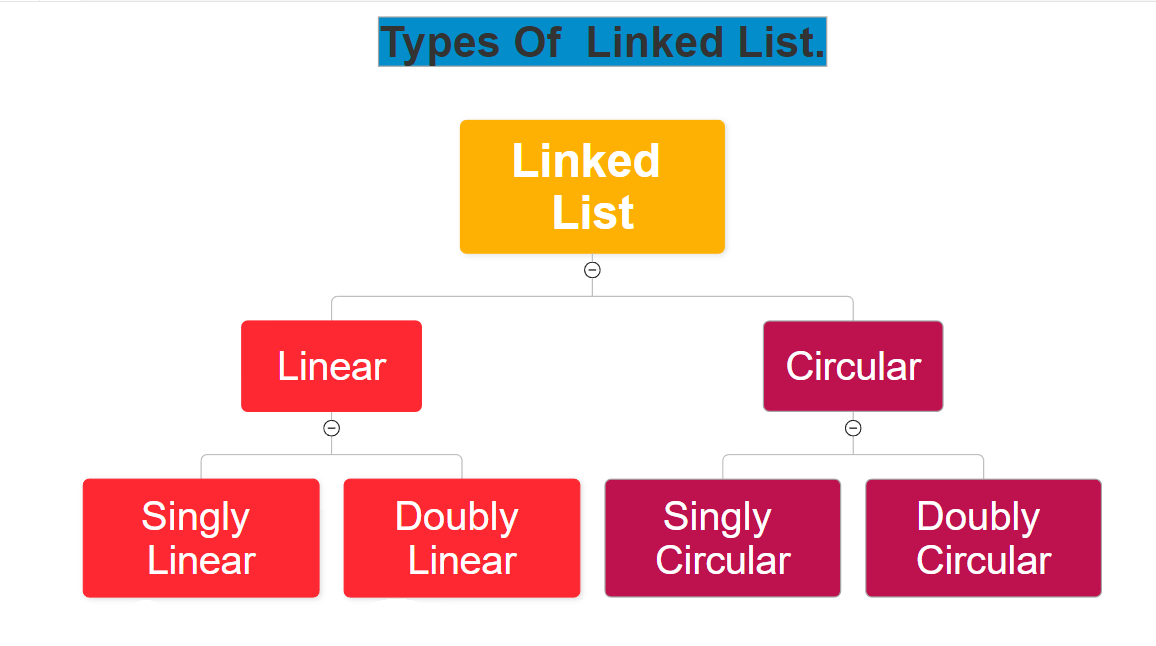 Types Of  Linked List.
Linked
List
Linear
Circular
Singly
Linear
Doubly
Linear
Singly
Circular
Doubly
Circular